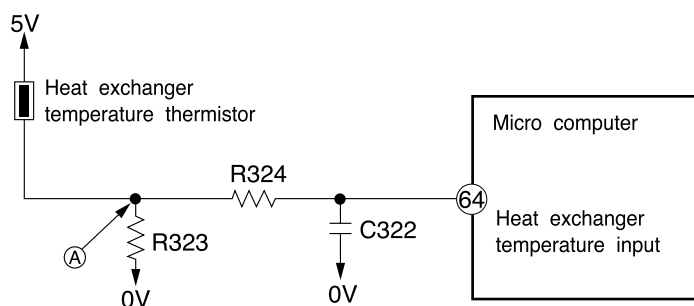 5V
Heat exchanger
temperature thermistor
Micro computer
R324
64
A
R323
C322
Heat exchanger
temperature input
0V
0V